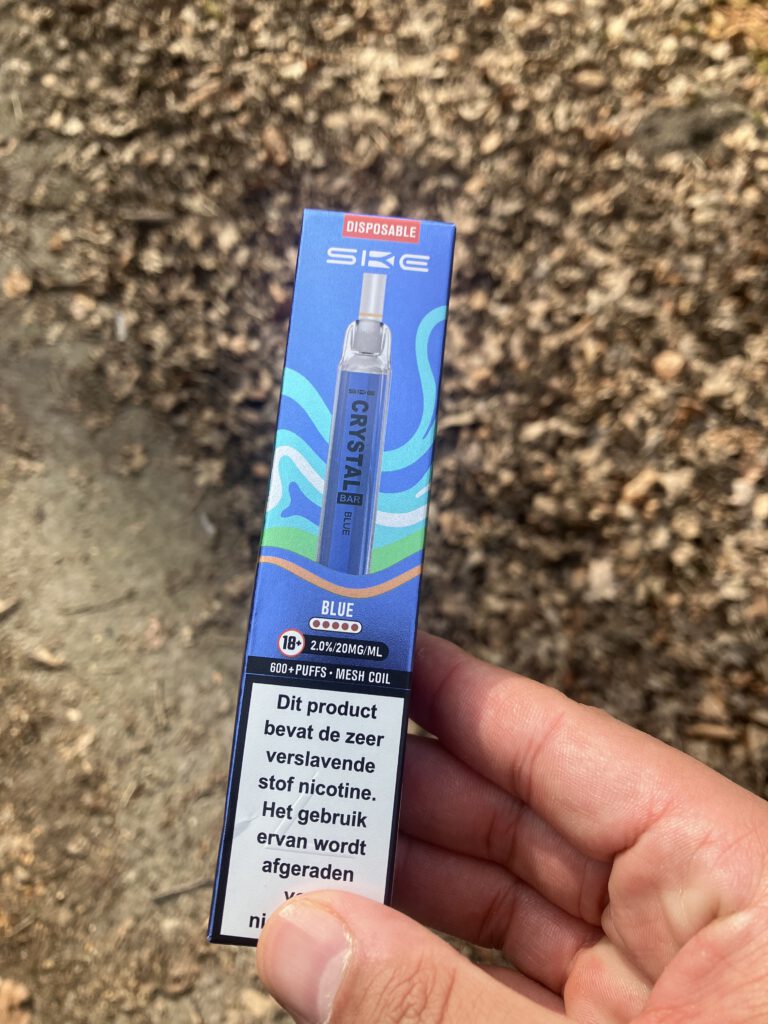 DISPOSABLE
SKE
SKE
CRYSTAL
BAR
BLUE
BLUE
18+ 2.0%/20MG/ML
600+PUFFS · MESH COIL
Dit product
bevat de zeer
verslavende
stof nicotine.
Het gebruik
ervan wordt
afgeraden